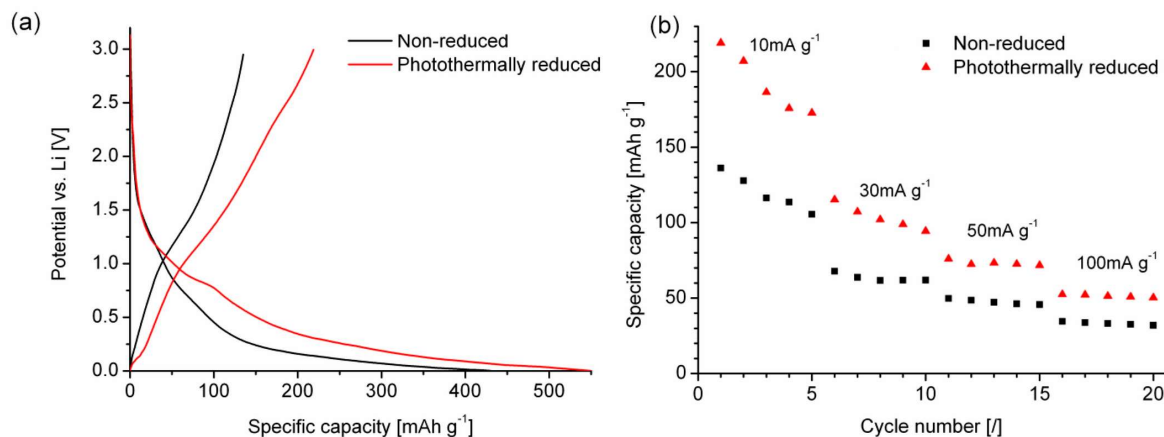 (a)
3.0
2.5
2.0
1.5
1.0
0.5
0.0
Potential vs. Li [V]
Non-reduced
Photothermally reduced
0 100 200 300 400 500
Specific capacity [mAh g⁻¹]
(b)
200
150
100
50
0
Specific capacity [mAh g⁻¹]
10mA g⁻¹
Non-reduced
Photothermally reduced
30mA g⁻¹
50mA g⁻¹
100mA g⁻¹
0 5 10 15 20
Cycle number [/]